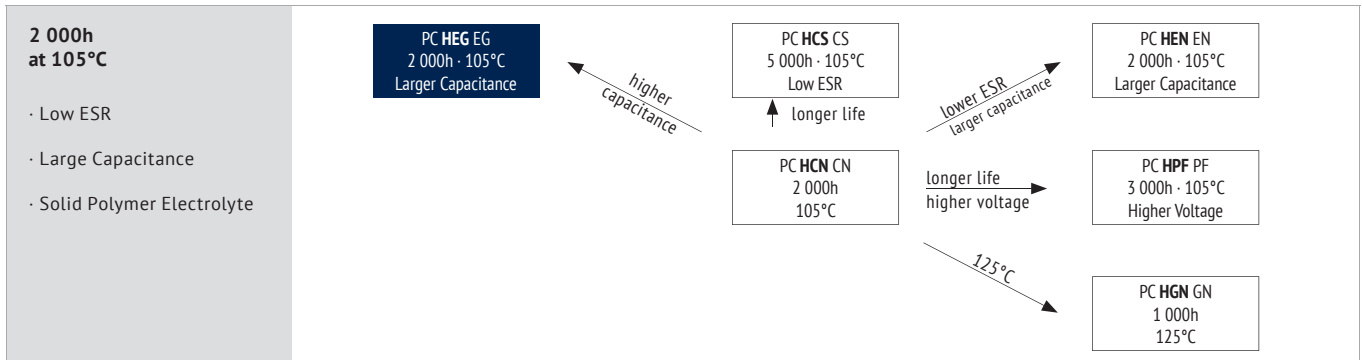 2 000h
at 105°C
· Low ESR
· Large Capacitance
· Solid Polymer Electrolyte
PC HEG EG
2 000h · 105°C
Larger Capacitance
higher
capacitance
PC HCS CS
5 000h · 105°C
Low ESR
longer life
PC HCN CN
2 000h
105°C
lower ESR
larger capacitance
PC HEN EN
2 000h · 105°C
Larger Capacitance
longer life
higher voltage
PC HPF PF
3 000h · 105°C
Higher Voltage
125°C
PC HGN GN
1 000h
125°C